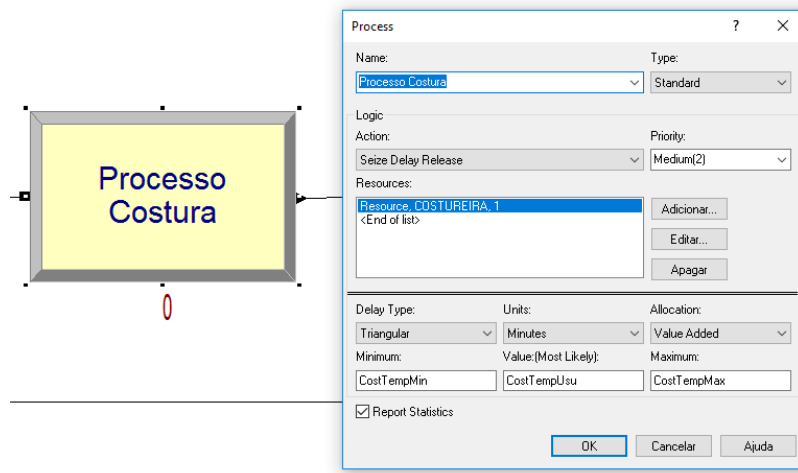 Processo
Costura
0
Process
?
Name:
Type:
Processo Costura
Standard
Logic
Action:
Priority:
Seize Delay Release
Medium(2)
Resources:
Resource, COSTUREIRA, 1
<End of list>
Adicionar...
Editar...
Apagar
Delay Type:
Units:
Allocation:
Triangular
Minutes
Value Added
Minimum:
Value:(Most Likely):
Maximum:
CostTempMin
CostTempUsu
CostTempMax
Report Statistics
OK
Cancelar
Ajuda